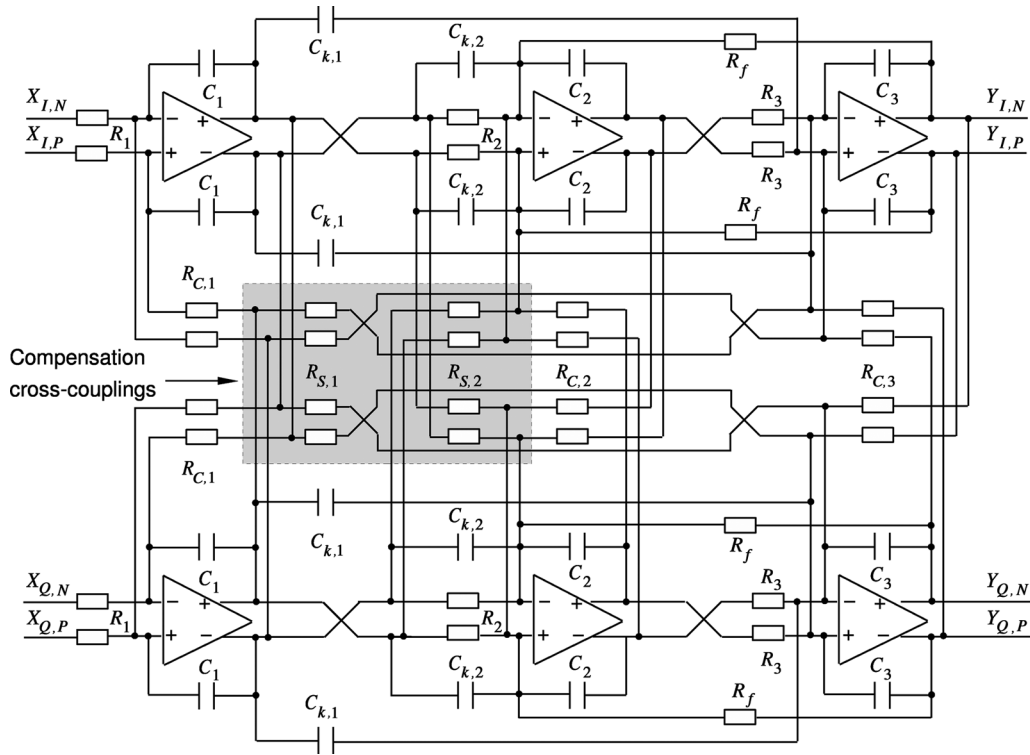 C_{k,1}
C_{k,2}
R_f
C_1
C_2
C_3
X_{I,N}
R_3
Y_{I,N}
X_{I,P}
R_1
R_2
Y_{I,P}
R_3
C_1
C_{k,2}
C_2
C_3
C_{k,1}
R_f
R_{C,1}
Compensation
cross-couplings
R_{S,1}
R_{S,2}
R_{C,2}
R_{C,3}
R_{C,1}
C_{k,1}
C_{k,2}
R_f
C_1
C_2
C_3
X_{Q,N}
R_3
Y_{Q,N}
X_{Q,P}
R_1
R_2
Y_{Q,P}
R_3
C_1
C_{k,2}
C_2
C_3
R_f
C_{k,1}